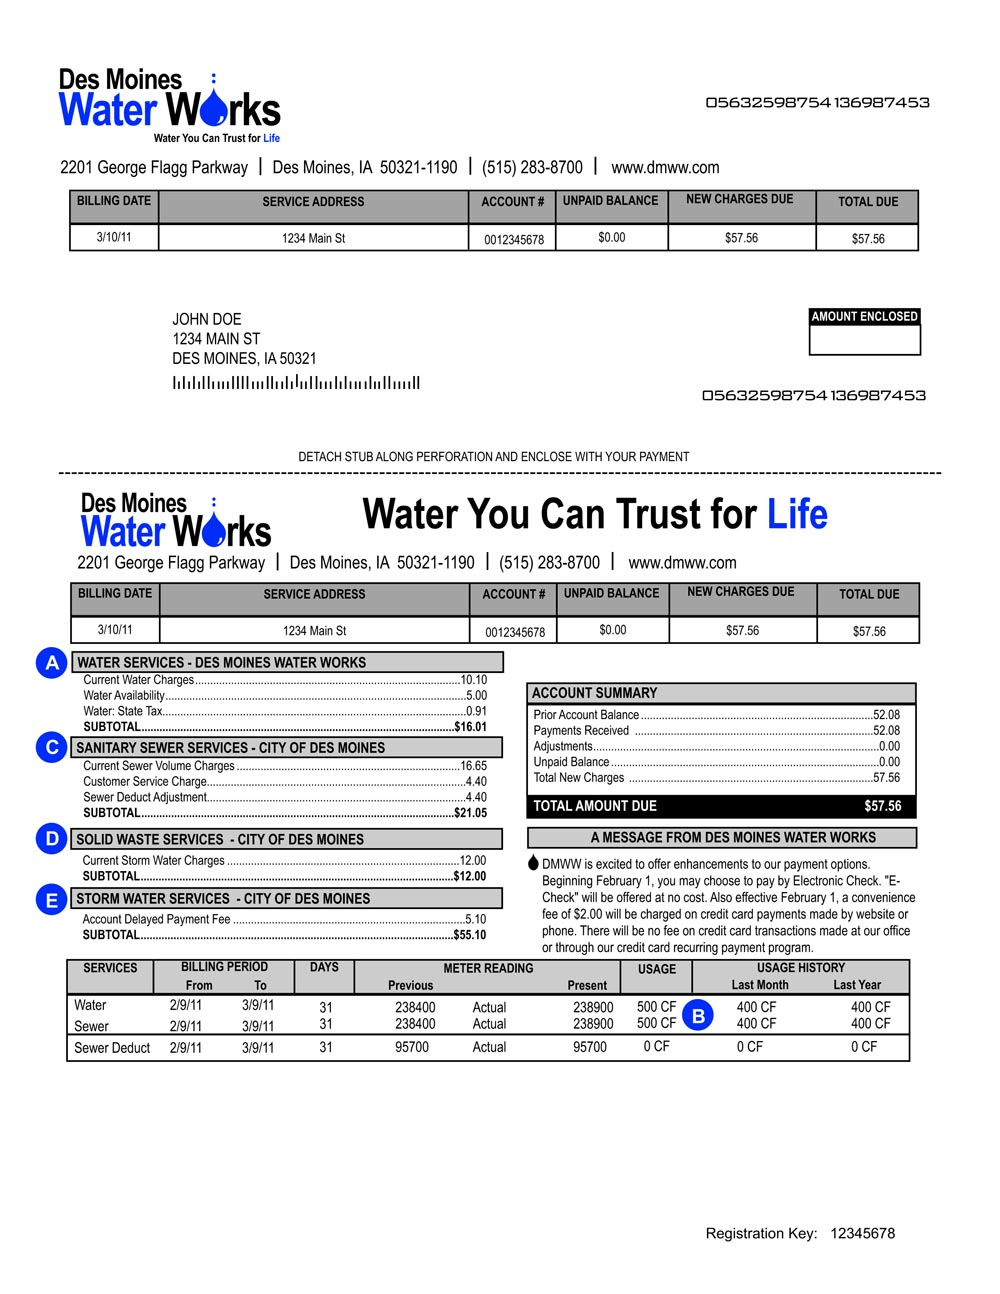 Des Moines
Water Works
Water You Can Trust for Life
05632598754136987453
2201 George Flagg Parkway | Des Moines, IA 50321-1190 | (515) 283-8700 | www.dmww.com
BILLING DATE SERVICE ADDRESS ACCOUNT # UNPAID BALANCE NEW CHARGES DUE TOTAL DUE
3/10/11 1234 Main St 0012345678 $0.00 $57.56 $57.56
JOHN DOE
1234 MAIN ST
DES MOINES, IA 50321
AMOUNT ENCLOSED
05632598754136987453
DETACH STUB ALONG PERFORATION AND ENCLOSE WITH YOUR PAYMENT
Des Moines
Water Works
Water You Can Trust for Life
2201 George Flagg Parkway | Des Moines, IA 50321-1190 | (515) 283-8700 | www.dmww.com
BILLING DATE SERVICE ADDRESS ACCOUNT # UNPAID BALANCE NEW CHARGES DUE TOTAL DUE
3/10/11 1234 Main St 0012345678 $0.00 $57.56 $57.56
A WATER SERVICES - DES MOINES WATER WORKS
Current Water Charges 10.10
Water Availability 5.00
Water: State Tax 0.91
SUBTOTAL $16.01
C SANITARY SEWER SERVICES - CITY OF DES MOINES
Current Sewer Volume Charges 16.65
Customer Service Charge 4.40
Sewer Deduct Adjustment 4.40
SUBTOTAL $21.05
D SOLID WASTE SERVICES - CITY OF DES MOINES
Current Storm Water Charges 12.00
SUBTOTAL $12.00
E STORM WATER SERVICES - CITY OF DES MOINES
Account Delayed Payment Fee 5.10
SUBTOTAL $55.10
ACCOUNT SUMMARY
Prior Account Balance 52.08
Payments Received 52.08
Adjustments 0.00
Unpaid Balance 0.00
Total New Charges 57.56
TOTAL AMOUNT DUE $57.56
A MESSAGE FROM DES MOINES WATER WORKS
DMWW is excited to offer enhancements to our payment options.
Beginning February 1, you may choose to pay by Electronic Check. "E-
Check" will be offered at no cost. Also effective February 1, a convenience
fee of $2.00 will be charged on credit card payments made by website or
phone. There will be no fee on credit card transactions made at our office
or through our credit card recurring payment program.
SERVICES BILLING PERIOD DAYS METER READING USAGE USAGE HISTORY
From To Previous Present Last Month Last Year
Water 2/9/11 3/9/11 31 238400 Actual 238900 500 CF 400 CF 400 CF
Sewer 2/9/11 3/9/11 31 238400 Actual 238900 500 CF B 400 CF 400 CF
Sewer Deduct 2/9/11 3/9/11 31 95700 Actual 95700 0 CF 0 CF 0 CF
Registration Key: 12345678